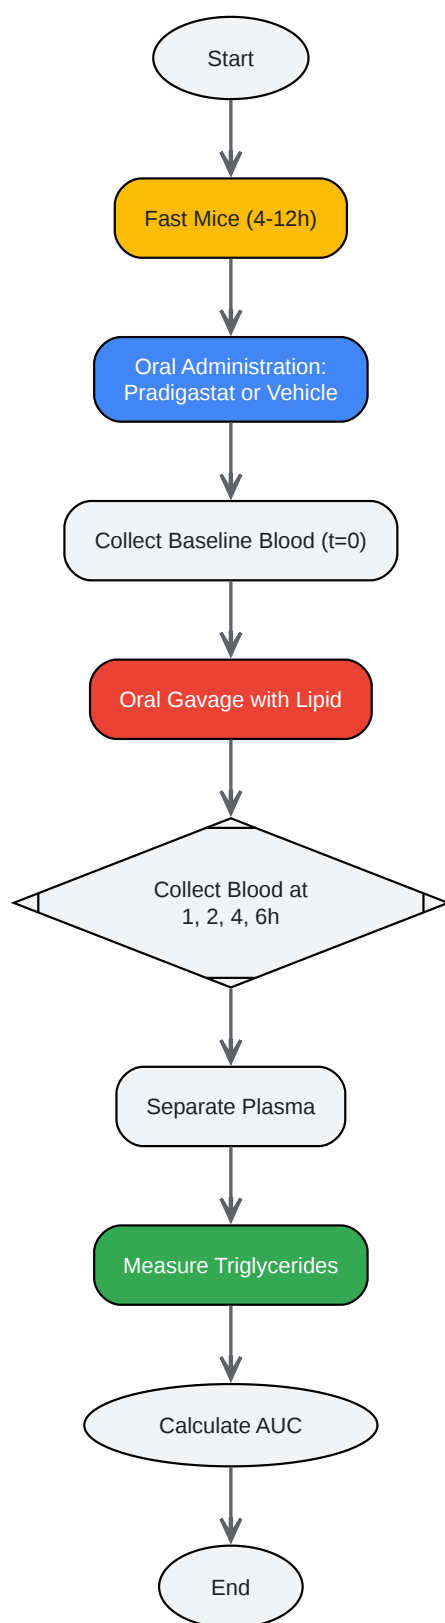 Start
Fast Mice (4-12h)
Oral Administration:
Pradigastat or Vehicle
Collect Baseline Blood (t=0)
Oral Gavage with Lipid
Collect Blood at
1, 2, 4, 6h
Separate Plasma
Measure Triglycerides
Calculate AUC
End